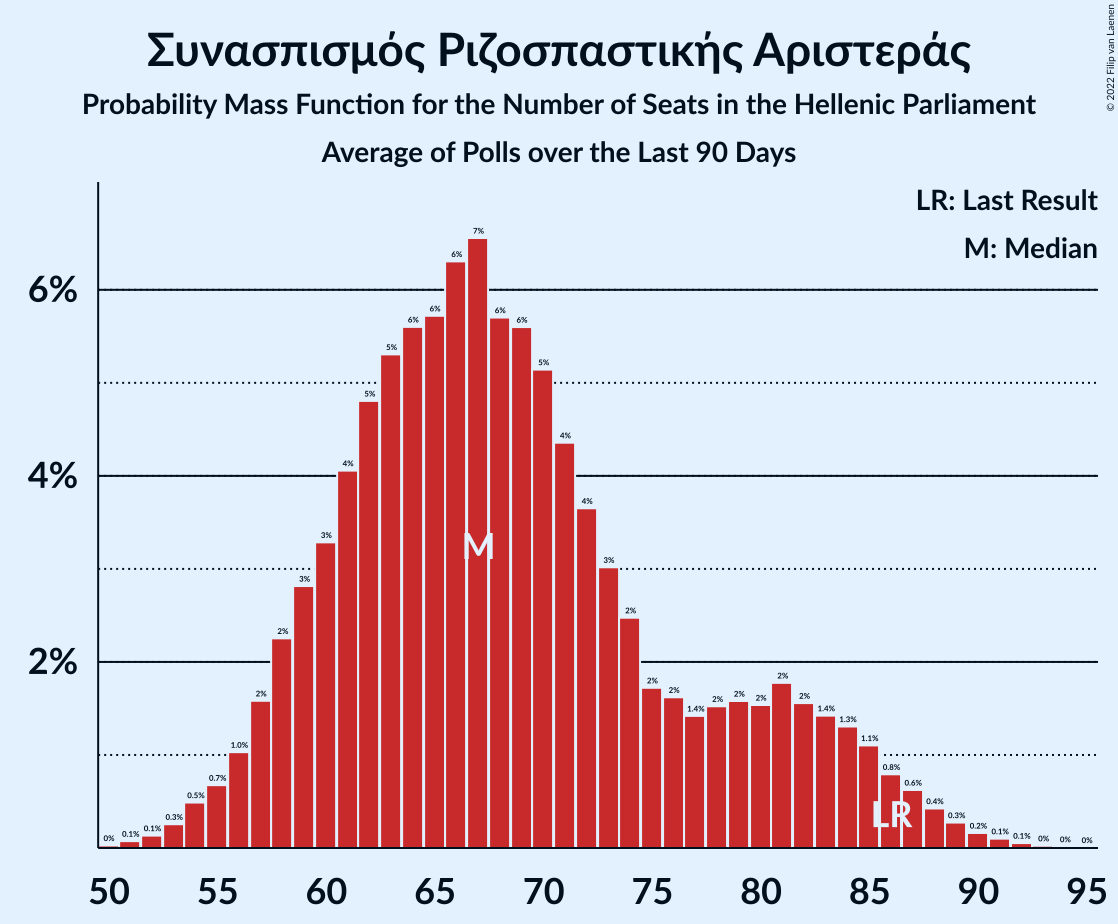 Συνασπισμός Ριζοσπαστικής Αριστεράς
Probability Mass Function for the Number of Seats in the Hellenic Parliament
Average of Polls over the Last 90 Days
© 2022 Filip van Laenen
LR: Last Result
M: Median
6%
4%
2%
0% 0.1% 0.1% 0.3% 0.5% 0.7% 1.0% 2% 2% 3% 3% 4% 5% 5% 6% 6% 6% 7% 6% 6% 5% 4% 4% 3% 2% 2% 2% 1.4% 2% 2% 2% 2% 2% 1.4% 1.3% 1.1% 0.8% 0.6% 0.4% 0.3% 0.2% 0.1% 0.1% 0% 0% 0%
M
LR
50 55 60 65 70 75 80 85 90 95